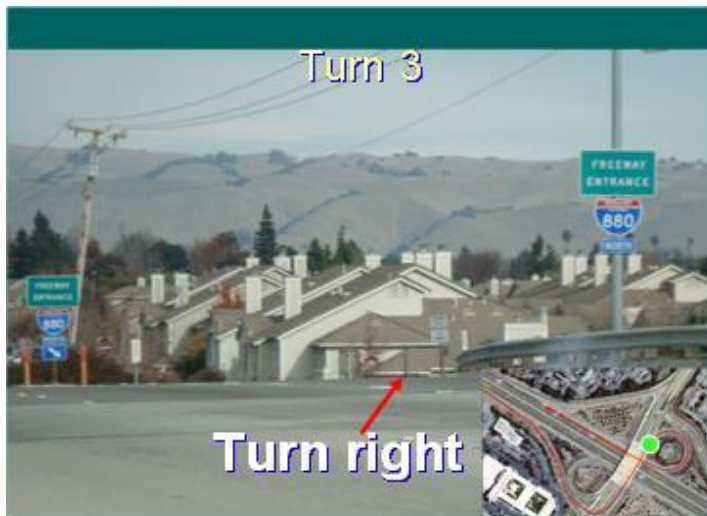 Turn 3
FREEWAY
ENTRANCE
880
NORTH
FREEWAY
ENTRANCE
880
Turn right